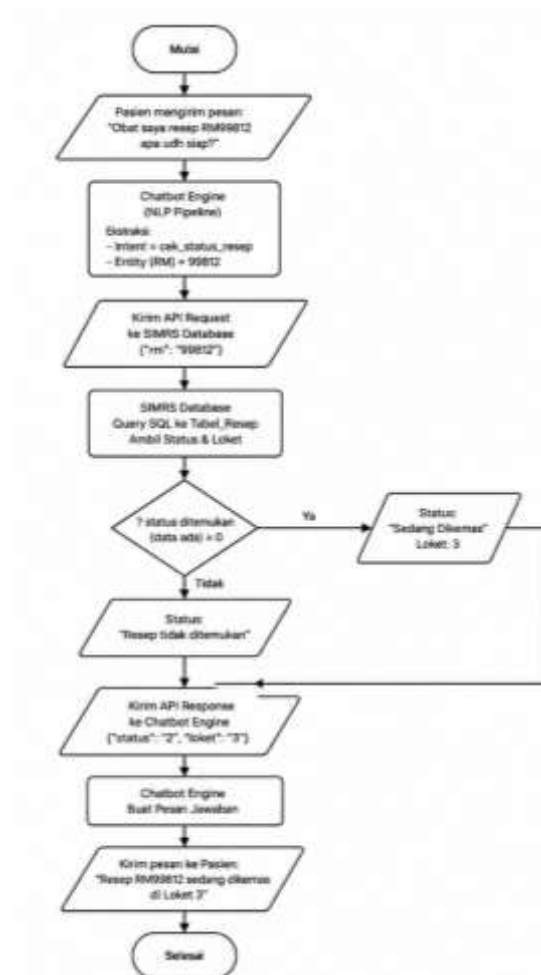 Mulai
Pasien mengirim pesan:
"Obat saya resep RM99812
apa udh siap?"
Chatbot Engine
(NLP Pipeline)
Ekstraksi:
- Intent = cek_status_resep
- Entity (RM) = 99812
Kirim API Request
ke SIMRS Database
{"rm": "99812"}
SIMRS Database
Query SQL ke Tabel_Resep
Ambil Status & Loket
? status ditemukan
(data ada) = 0
Ya
Status:
"Sedang Dikemas"
Loket: 3
Tidak
Status:
"Resep tidak ditemukan"
Kirim API Response
ke Chatbot Engine
{"status": "2", "loket": "3"}
Chatbot Engine
Buat Pesan Jawaban
Kirim pesan ke Pasien:
"Resep RM99812 sedang dikemas
di Loket 3"
Selesai